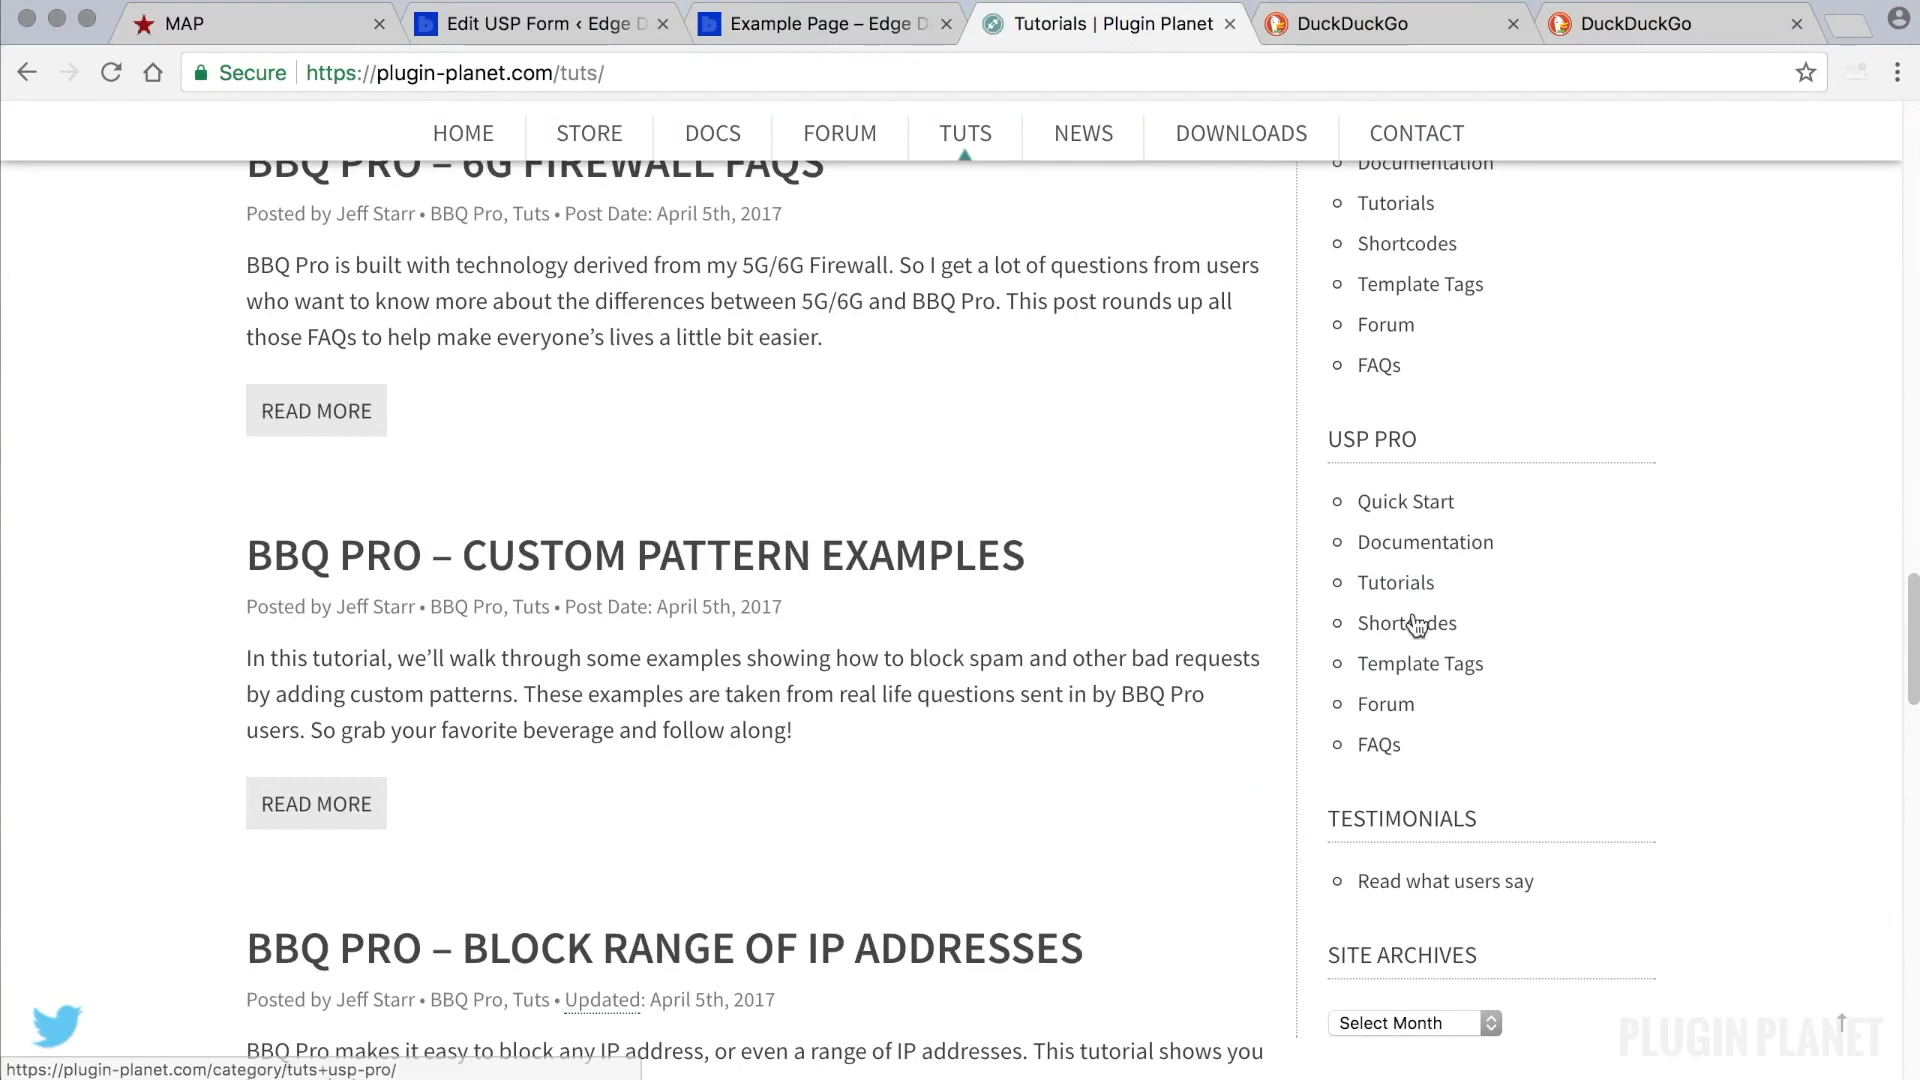 MAP
Edit USP Form ‹ Edge D
Example Page – Edge D
Tutorials | Plugin Planet
DuckDuckGo
DuckDuckGo
Secure
https://plugin-planet.com/tuts/
HOME
STORE
DOCS
FORUM
TUTS
NEWS
DOWNLOADS
CONTACT
BBQ PRO – 6G FIREWALL FAQS
Posted by Jeff Starr • BBQ Pro, Tuts • Post Date: April 5th, 2017
BBQ Pro is built with technology derived from my 5G/6G Firewall. So I get a lot of questions from users
who want to know more about the differences between 5G/6G and BBQ Pro. This post rounds up all
those FAQs to help make everyone’s lives a little bit easier.
READ MORE
BBQ PRO – CUSTOM PATTERN EXAMPLES
Posted by Jeff Starr • BBQ Pro, Tuts • Post Date: April 5th, 2017
In this tutorial, we’ll walk through some examples showing how to block spam and other bad requests
by adding custom patterns. These examples are taken from real life questions sent in by BBQ Pro
users. So grab your favorite beverage and follow along!
READ MORE
BBQ PRO – BLOCK RANGE OF IP ADDRESSES
Posted by Jeff Starr • BBQ Pro, Tuts • Updated: April 5th, 2017
BBQ Pro makes it easy to block any IP address, or even a range of IP addresses. This tutorial shows you
Documentation
Tutorials
Shortcodes
Template Tags
Forum
FAQs
USP PRO
Quick Start
Documentation
Tutorials
Shortcodes
Template Tags
Forum
FAQs
TESTIMONIALS
Read what users say
SITE ARCHIVES
Select Month
PLUGIN PLANET
https://plugin-planet.com/category/tuts+usp-pro/